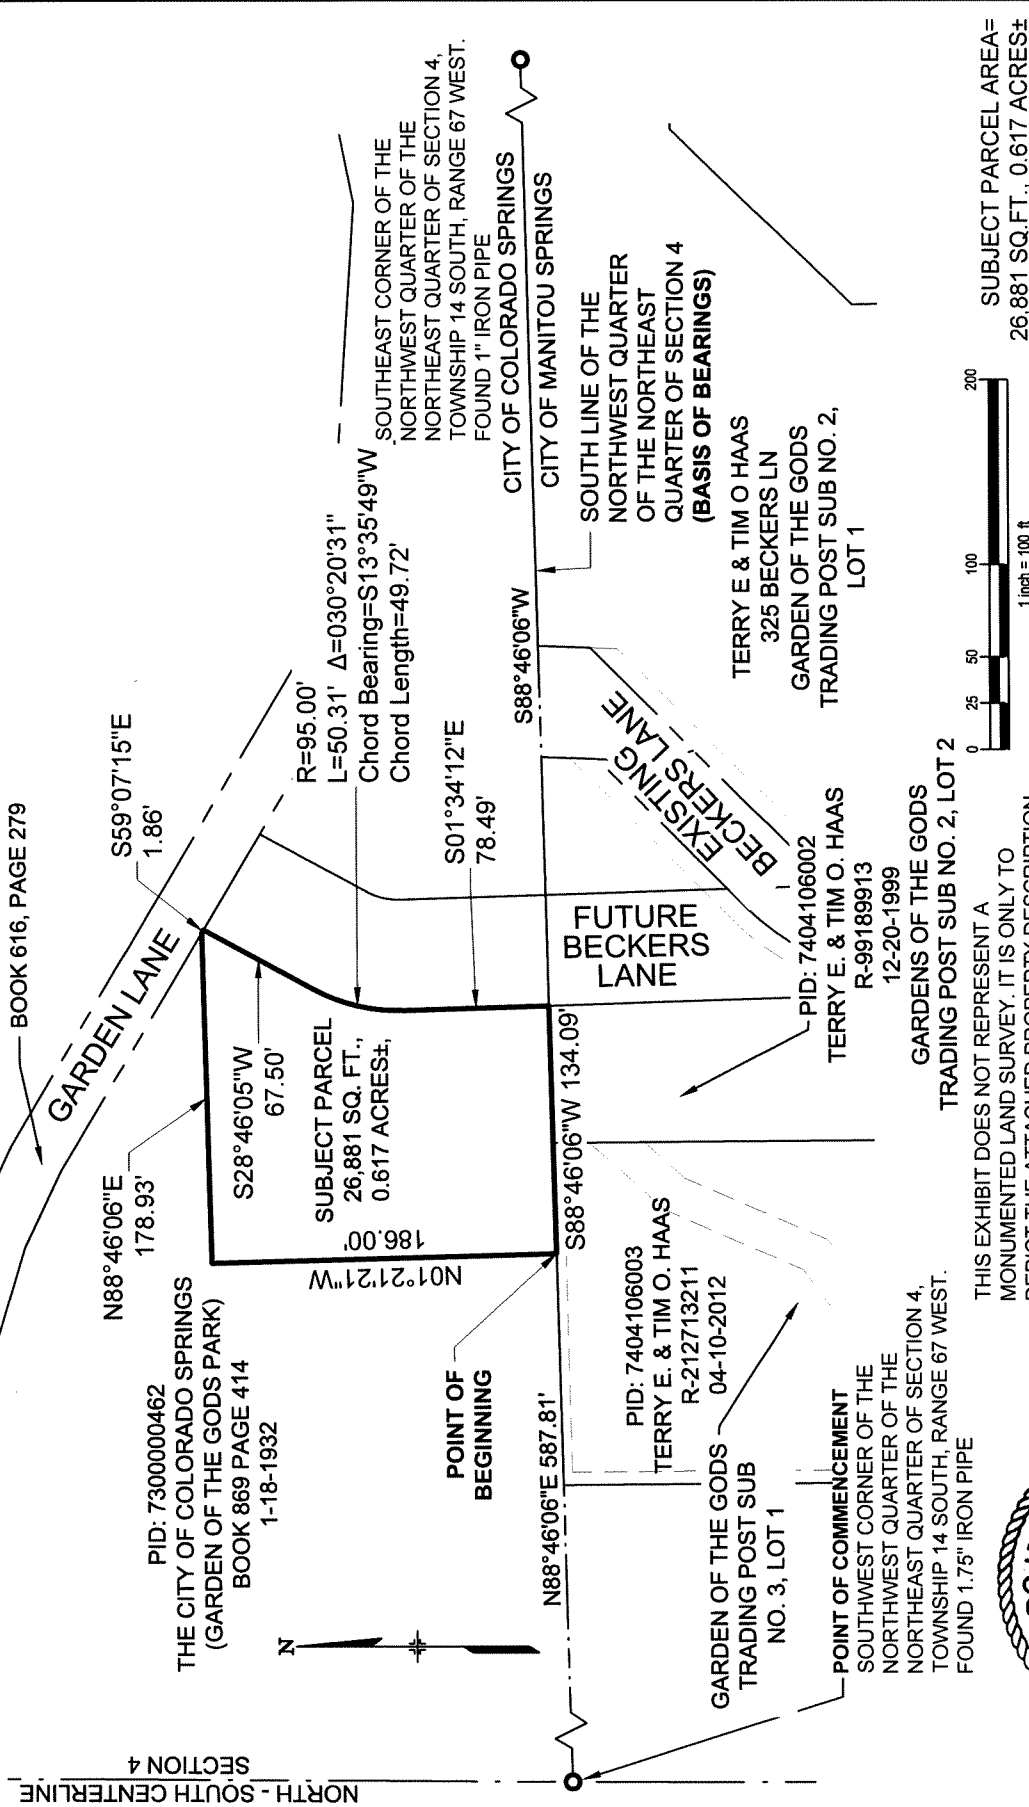 BOOK 616, PAGE 279
GARDEN LANE
S59°07'15"E
1.86'
N88°46'06"E
178.93'
R=95.00'
L=50.31' Δ=030°20'31"
Chord Bearing=S13°35'49"W
Chord Length=49.72'
SOUTHEAST CORNER OF THE
NORTHWEST QUARTER OF THE
NORTHEAST QUARTER OF SECTION 4,
TOWNSHIP 14 SOUTH, RANGE 67 WEST.
FOUND 1" IRON PIPE
PID: 7300000462
THE CITY OF COLORADO SPRINGS
(GARDEN OF THE GODS PARK)
BOOK 869 PAGE 414
1-18-1932
N01°21'21"W
186.00'
S28°46'05"W
67.50'
SUBJECT PARCEL
26,881 SQ. FT.,
0.617 ACRES±,
S01°34'12"E
78.49'
CITY OF COLORADO SPRINGS
CITY OF MANITOU SPRINGS
NORTH - SOUTH CENTERLINE
SECTION 4
N
POINT OF
BEGINNING
N88°46'06"E 587.81'
S88°46'06"W 134.09'
S88°46'06"W
SOUTH LINE OF THE
NORTHWEST QUARTER
OF THE NORTHEAST
QUARTER OF SECTION 4
(BASIS OF BEARINGS)
FUTURE
BECKERS
LANE
EXISTING
BECKERS LANE
PID: 7404106003
TERRY E. & TIM O. HAAS
R-212713211
04-10-2012
GARDEN OF THE GODS
TRADING POST SUB
NO. 3, LOT 1
TERRY E & TIM O HAAS
325 BECKERS LN
GARDEN OF THE GODS
TRADING POST SUB NO. 2,
LOT 1
PID: 7404106002
TERRY E. & TIM O. HAAS
R-99189913
12-20-1999
GARDENS OF THE GODS
TRADING POST SUB NO. 2, LOT 2
POINT OF COMMENCEMENT
SOUTHWEST CORNER OF THE
NORTHWEST QUARTER OF THE
NORTHEAST QUARTER OF SECTION 4,
TOWNSHIP 14 SOUTH, RANGE 67 WEST.
FOUND 1.75" IRON PIPE
THIS EXHIBIT DOES NOT REPRESENT A
MONUMENTED LAND SURVEY. IT IS ONLY TO
DEPICT THE ATTACHED PROPERTY DESCRIPTION
0 25 50 100 200
1 inch = 100 ft
SUBJECT PARCEL AREA=
26,881 SQ.FT., 0.617 ACRES±